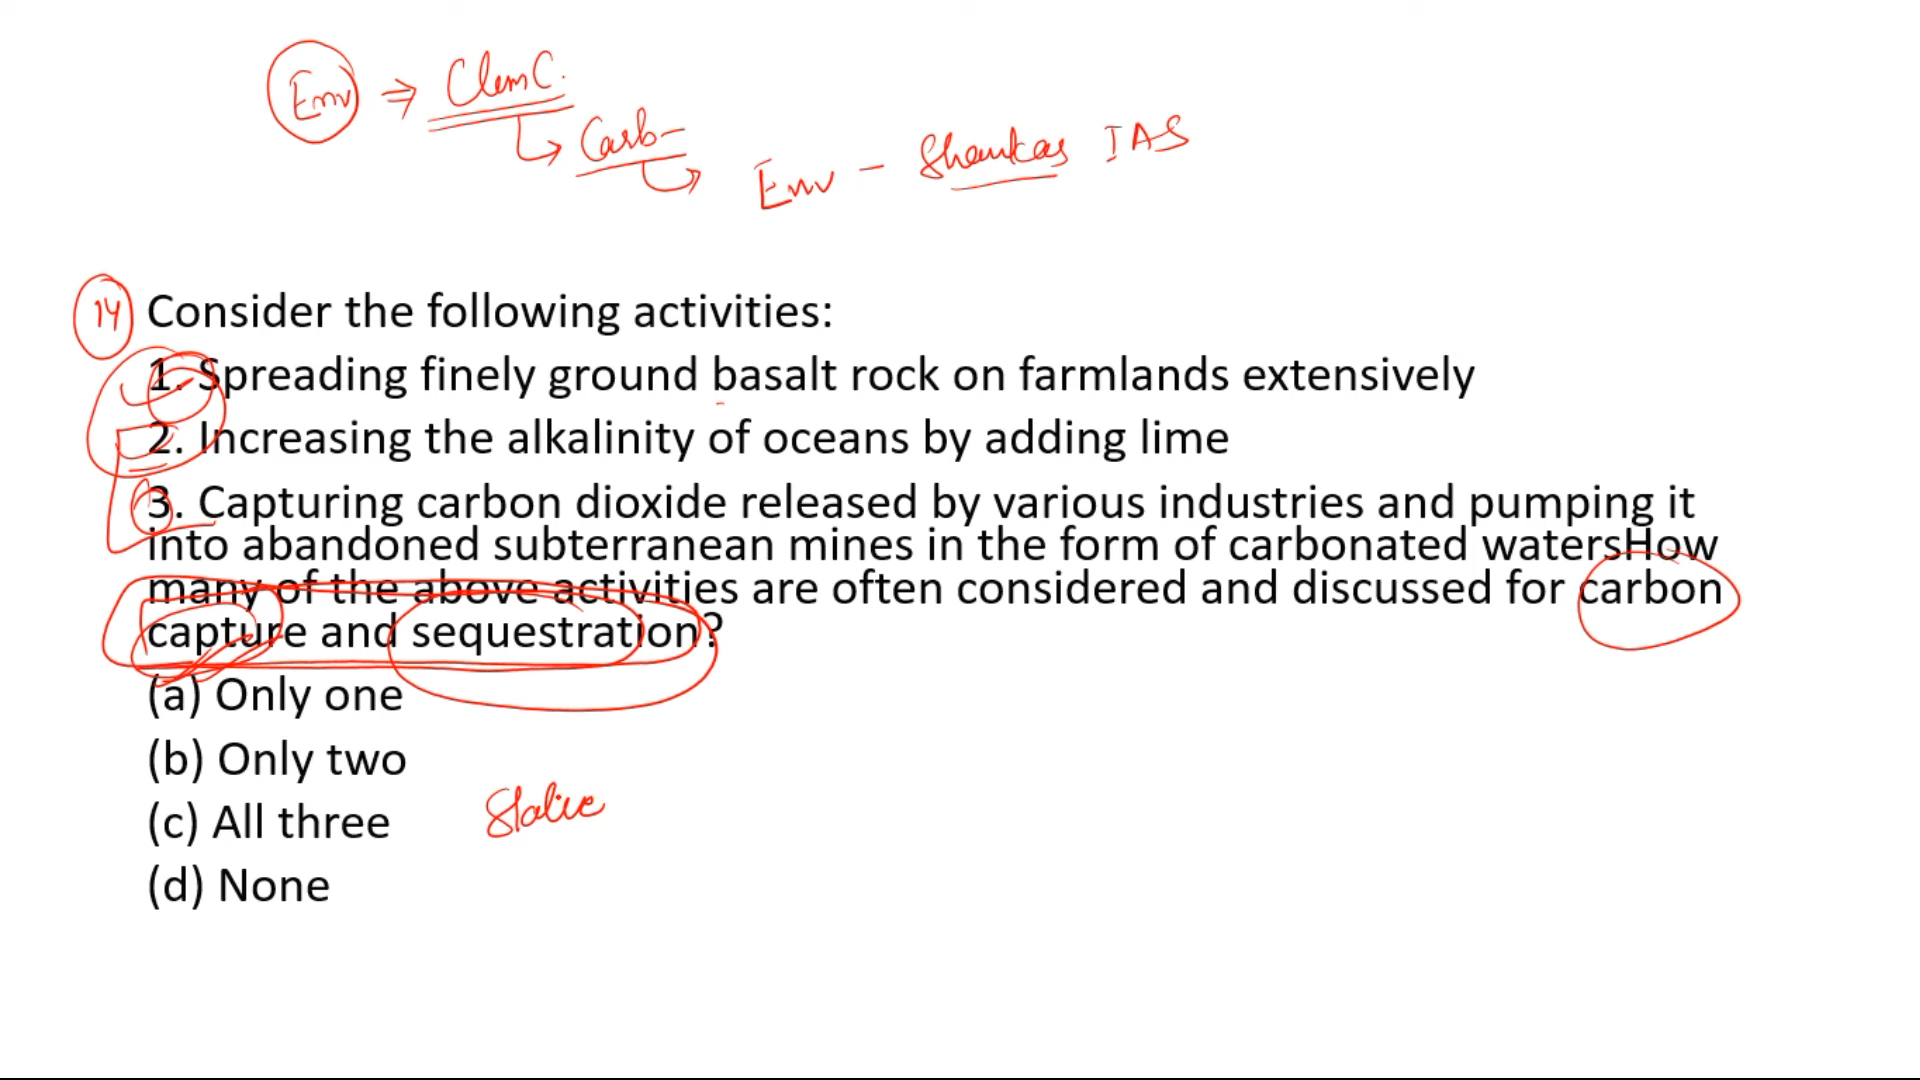 Env ⇒ Clim C.
↳ Carb-
↳ Env - Shankar IAS
14 Consider the following activities:
1. Spreading finely ground basalt rock on farmlands extensively
2. Increasing the alkalinity of oceans by adding lime
3. Capturing carbon dioxide released by various industries and pumping it
into abandoned subterranean mines in the form of carbonated watersHow
many of the above activities are often considered and discussed for carbon
capture and sequestration?
(a) Only one
(b) Only two
(c) All three
Static
(d) None